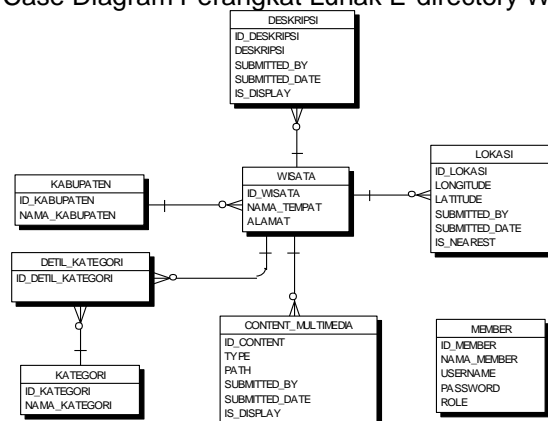 Case Diagram Perangkat Lunak E-directory W
DESKRIPSI
ID_DESKRIPSI
DESKRIPSI
SUBMITTED_BY
SUBMITTED_DATE
IS_DISPLAY
KABUPATEN
ID_KABUPATEN
NAMA_KABUPATEN
WISATA
ID_WISATA
NAMA_TEMPAT
ALAMAT
LOKASI
ID_LOKASI
LONGITUDE
LATITUDE
SUBMITTED_BY
SUBMITTED_DATE
IS_NEAREST
DETIL_KATEGORI
ID_DETIL_KATEGORI
KATEGORI
ID_KATEGORI
NAMA_KATEGORI
CONTENT_MULTIMEDIA
ID_CONTENT
TYPE
PATH
SUBMITTED_BY
SUBMITTED_DATE
IS_DISPLAY
MEMBER
ID_MEMBER
NAMA_MEMBER
USERNAME
PASSWORD
ROLE